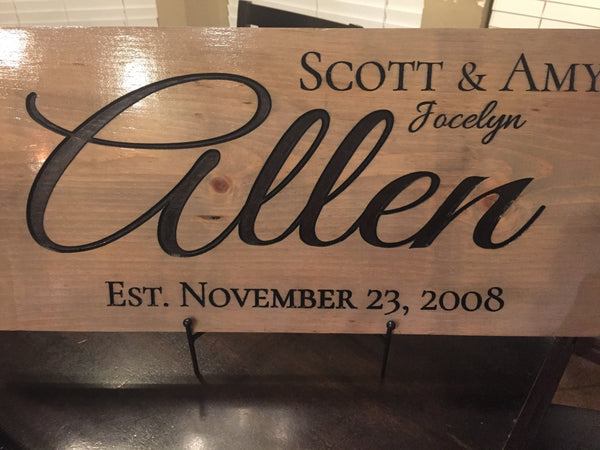 SCOTT & AMY
Jocelyn
Allen
EST. NOVEMBER 23, 2008